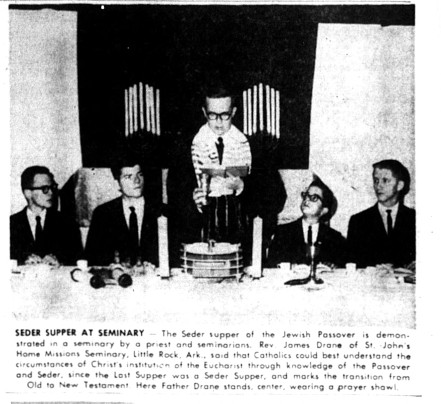 SEDER SUPPER AT SEMINARY — The Seder supper of the Jewish Passover is demon-
strated in a seminary by a priest and seminarians. Rev. James Drane of St. John's
Home Missions Seminary, Little Rock, Ark., said that Catholics could best understand the
circumstances of Christ's institution of the Eucharist through knowledge of the Passover
and Seder, since the Last Supper was a Seder Supper, and marks the transition from
Old to New Testament. Here Father Drane stands, center, wearing a prayer shawl.